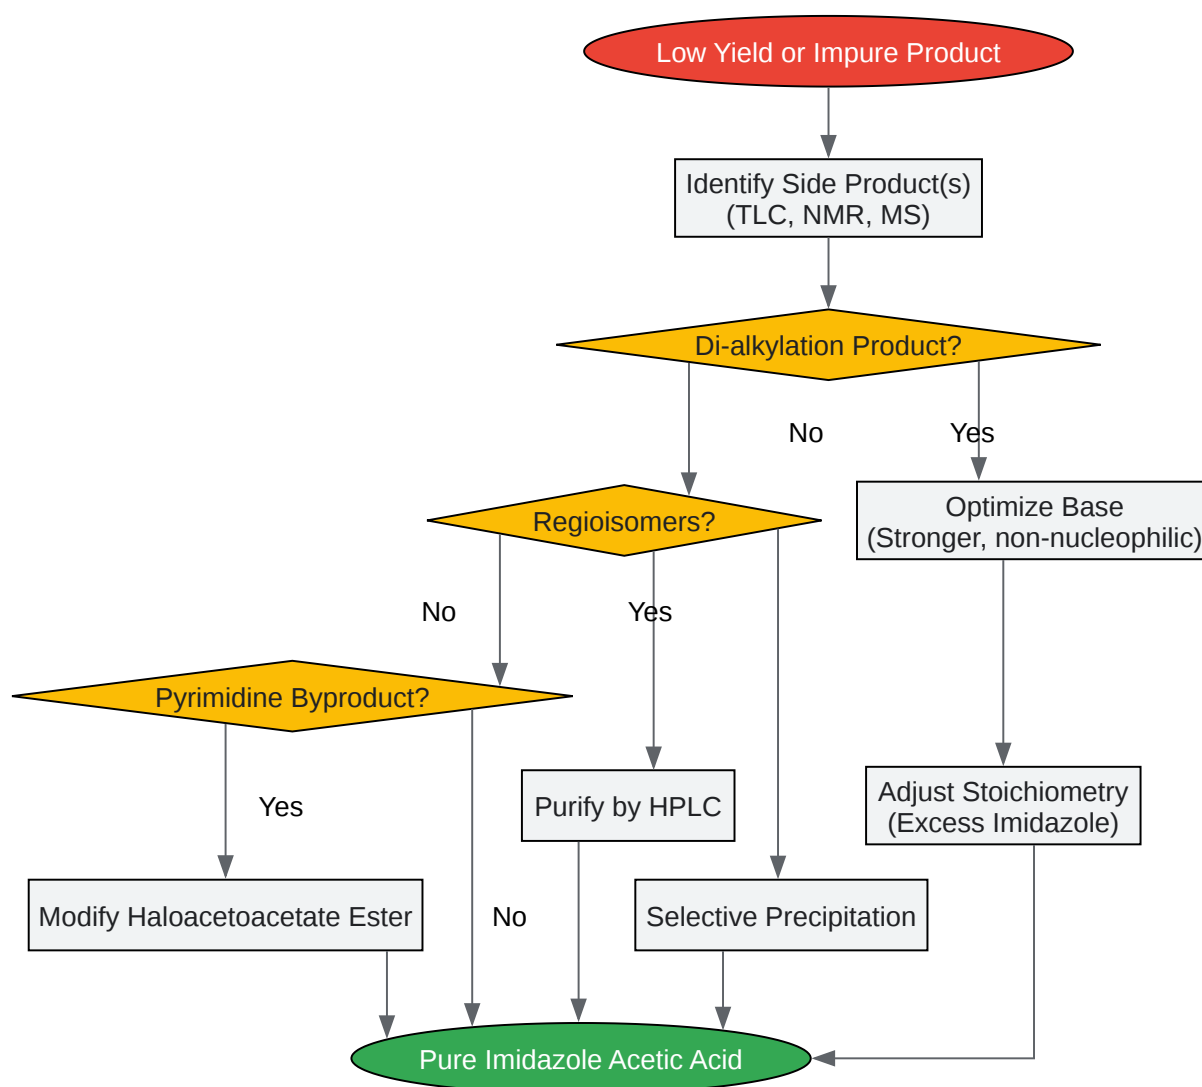 Low Yield or Impure Product
Identify Side Product(s)
(TLC, NMR, MS)
Di-alkylation Product?
No
Yes
Regioisomers?
Optimize Base
(Stronger, non-nucleophilic)
No
Yes
Pyrimidine Byproduct?
Yes
Purify by HPLC
Adjust Stoichiometry
(Excess Imidazole)
Modify Haloacetoacetate Ester
No
Selective Precipitation
Pure Imidazole Acetic Acid